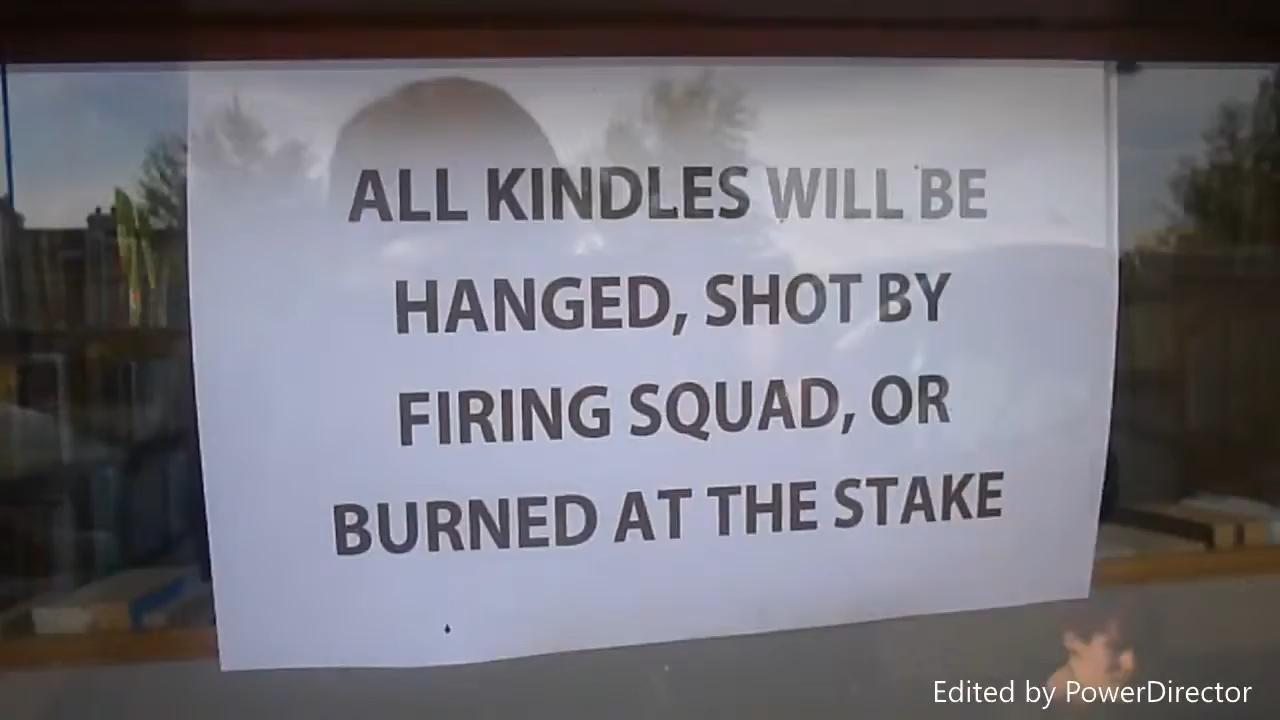 ALL KINDLES WILL BE
HANGED, SHOT BY
FIRING SQUAD, OR
BURNED AT THE STAKE
Edited by PowerDirector